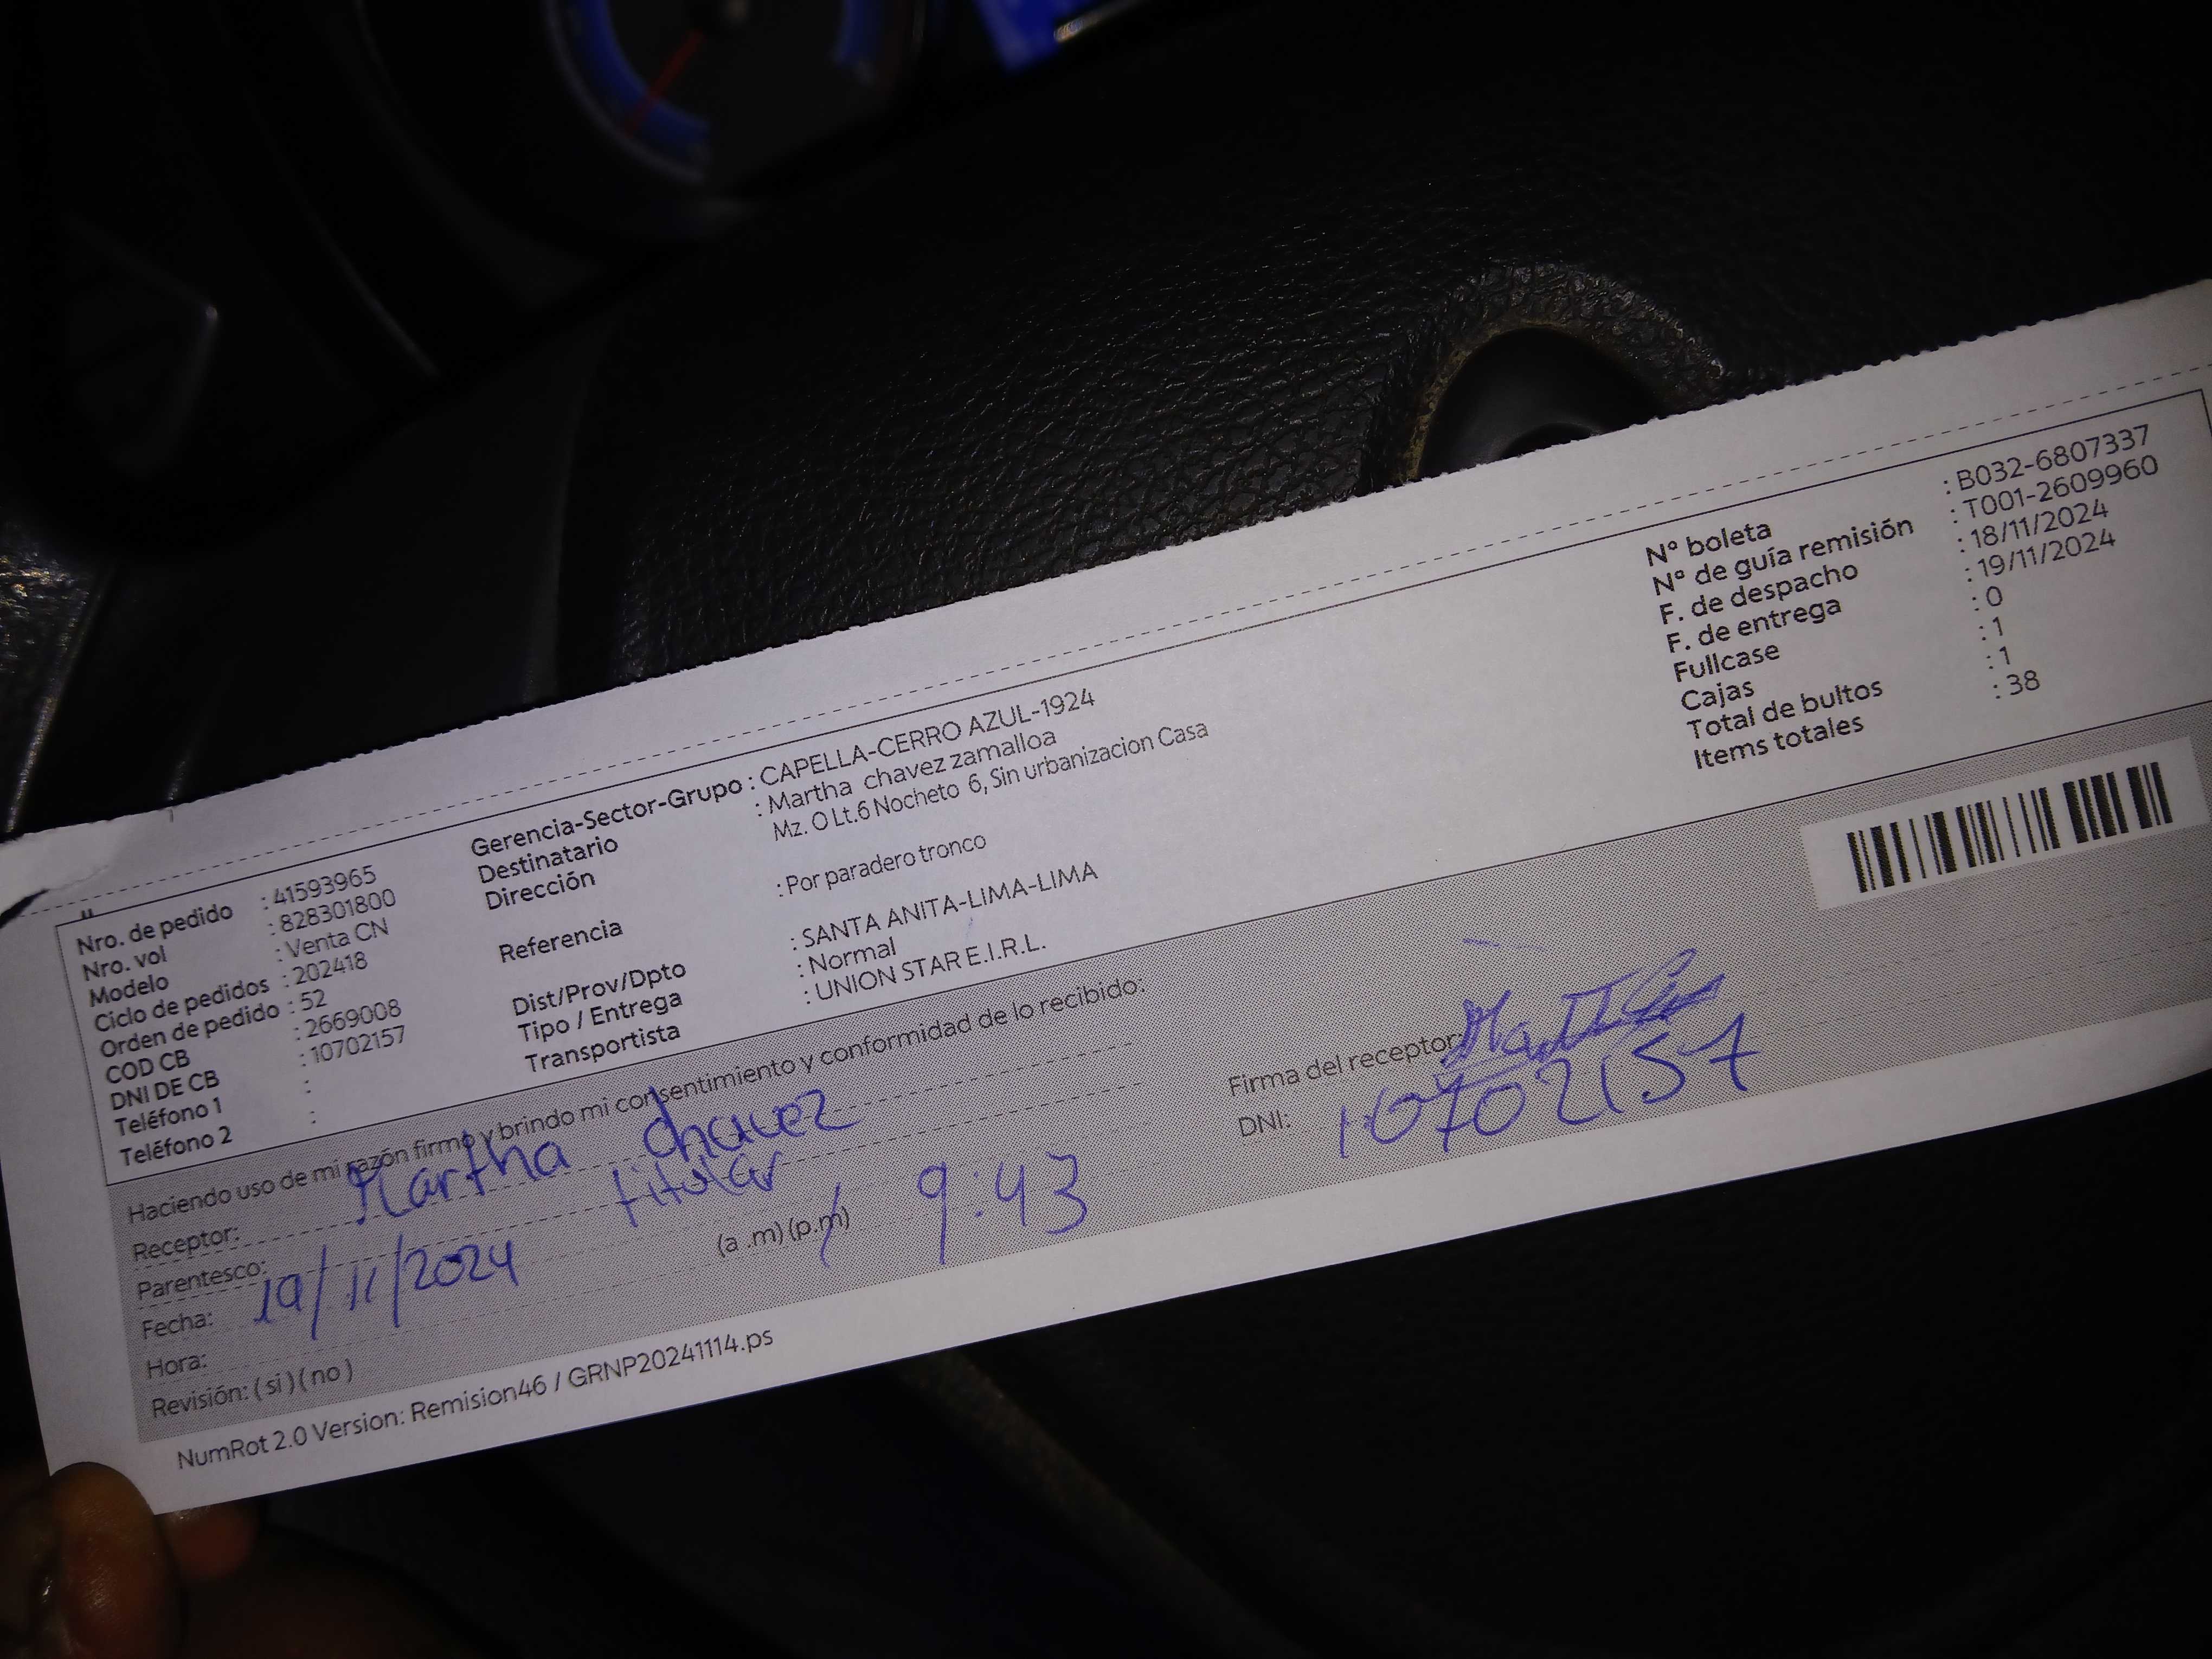 Nro. de pedido : 41593965
Nro. vol : 828301800
Modelo : Venta CN
Ciclo de pedidos : 202418
Orden de pedido : 52
COD CB : 2669008
DNI DE CB : 10702157
Teléfono 1 :
Teléfono 2 :
Gerencia-Sector-Grupo : CAPELLA-CERRO AZUL-1924
Destinatario : Martha chavez zamalloa
Dirección Mz. O Lt.6 Nocheto 6, Sin urbanizacion Casa
Referencia : Por paradero tronco
Dist/Prov/Dpto : SANTA ANITA-LIMA-LIMA
Tipo / Entrega : Normal
Transportista : UNION STAR E.I.R.L.
N° boleta : B032-6807337
N° de guía remisión : T001-2609960
F. de despacho : 18/11/2024
F. de entrega : 19/11/2024
Fullcase : 0
Cajas : 1
Total de bultos : 1
Items totales : 38
Haciendo uso de mi razón firmo y brindo mi consentimiento y conformidad de lo recibido:
Receptor: Martha chavez
Parentesco: titular
Fecha: 19/11/2024
Hora: (a .m) (p.m) 9:43
Revisión: ( si ) ( no )
Firma del receptor:
DNI: 10702157
NumRot 2.0 Version: Remision46 / GRNP20241114.ps